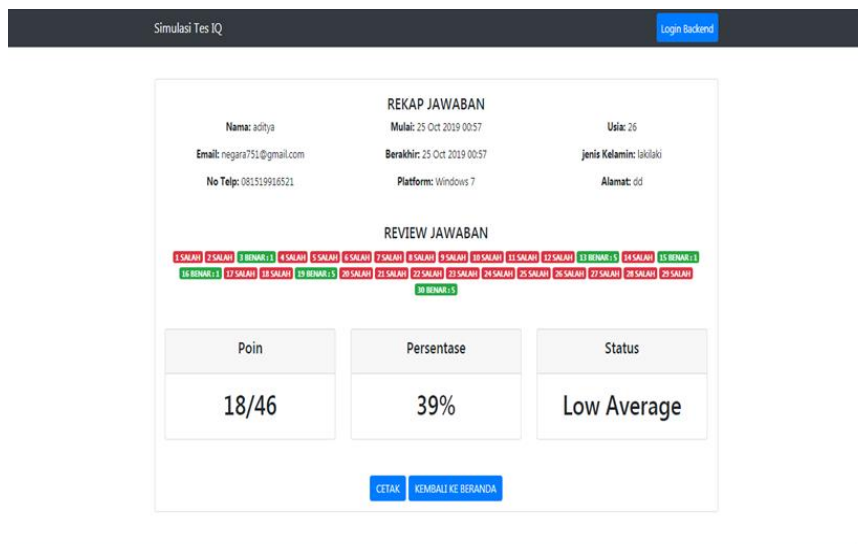 Simulasi Tes IQ
Login Backend
REKAP JAWABAN
Nama: aditya
Mulai: 25 Oct 2019 00:57
Usia: 26
Email: negara751@gmail.com
Berakhir: 25 Oct 2019 00:57
jenis Kelamin: lakilaki
No Telp: 081519916521
Platform: Windows 7
Alamat: dd
REVIEW JAWABAN
1 SALAH 2 SALAH 3 BENAR : 1 4 SALAH 5 SALAH 6 SALAH 7 SALAH 8 SALAH 9 SALAH 10 SALAH 11 SALAH 12 SALAH 13 BENAR : 5 14 SALAH 15 BENAR : 1
16 BENAR : 1 17 SALAH 18 SALAH 19 BENAR : 5 20 SALAH 21 SALAH 22 SALAH 23 SALAH 24 SALAH 25 SALAH 26 SALAH 27 SALAH 28 SALAH 29 SALAH
30 BENAR : 5
Poin
Persentase
Status
18/46
39%
Low Average
CETAK
KEMBALI KE BERANDA